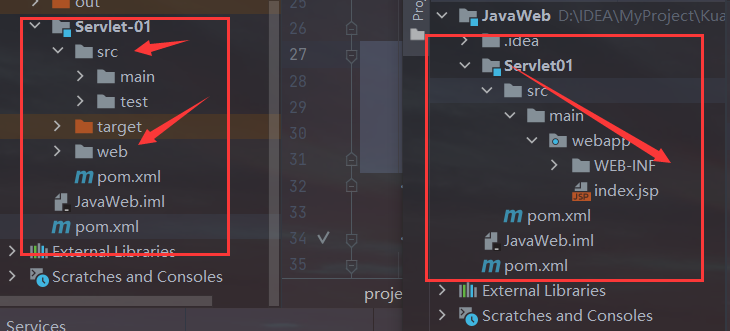 out
Servlet-01
src
main
test
target
web
pom.xml
JavaWeb.iml
pom.xml
External Libraries
Scratches and Consoles
Services
25
26
27
28
29
30
31
32
33
34
35
proje
JavaWeb D:\IDEA\MyProject\Kua
.idea
Servlet01
src
main
webapp
WEB-INF
JSP index.jsp
pom.xml
JavaWeb.iml
pom.xml
External Libraries
Scratches and Consoles